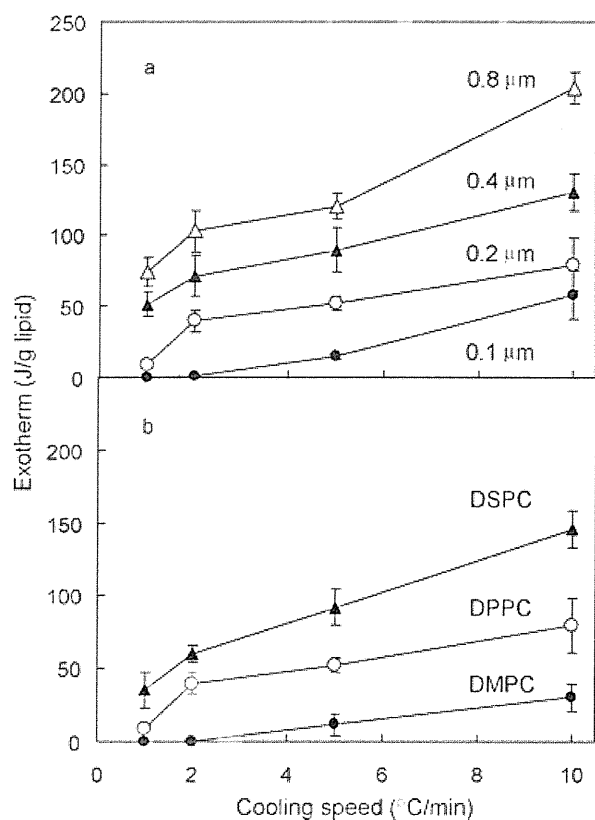 250
a
0.8 μm
200
0.4 μm
150
0.2 μm
100
50
0.1 μm
0
Exotherm (J/g lipid)
b
200
DSPC
150
DPPC
100
DMPC
50
0
0 2 4 6 8 10
Cooling speed (°C/min)